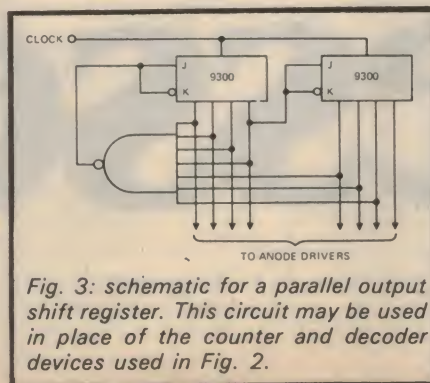 CLOCK
J
9300
K
J
9300
K
TO ANODE DRIVERS
Fig. 3: schematic for a parallel output
shift register. This circuit may be used
in place of the counter and decoder
devices used in Fig. 2.